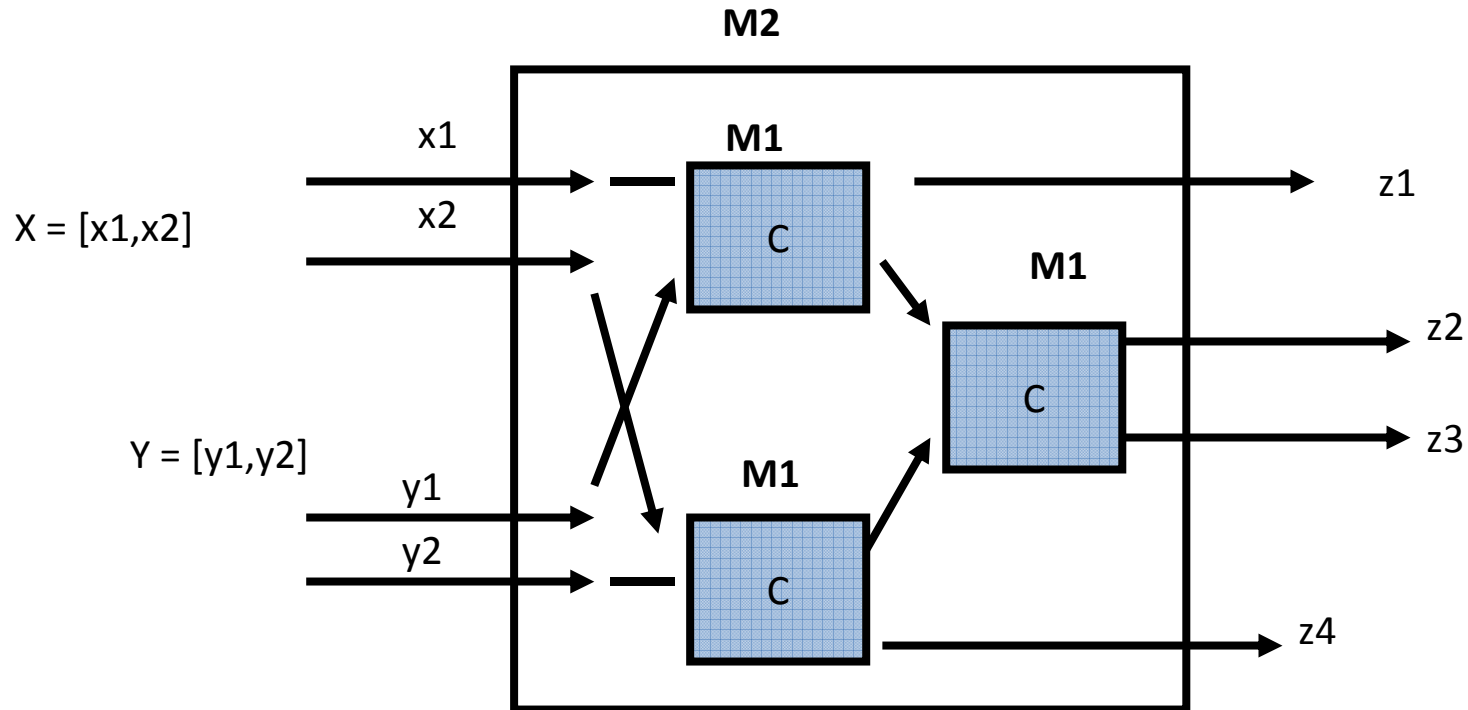 M2
x1
M1
z1
X = [x1,x2]
x2
C
M1
z2
C
z3
Y = [y1,y2]
M1
y1
y2
C
z4